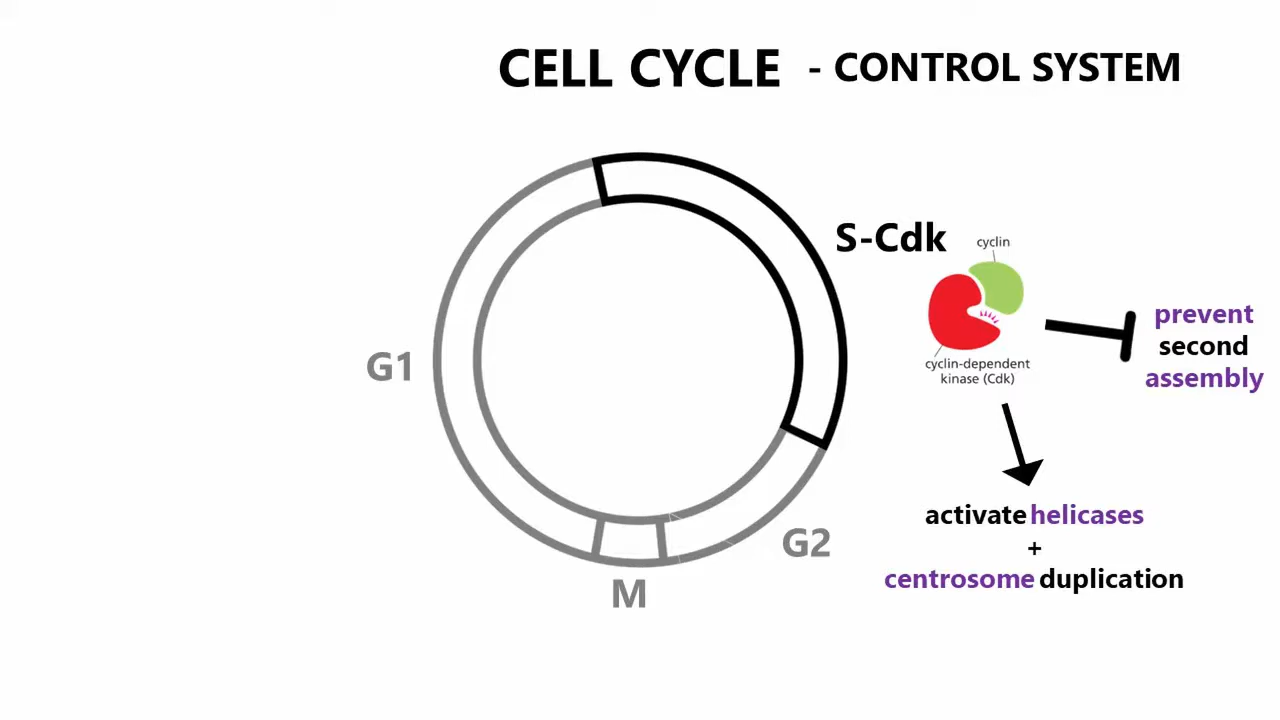 CELL CYCLE - CONTROL SYSTEM
S-Cdk
cyclin
prevent
second
assembly
cyclin-dependent
kinase (Cdk)
G1
activate helicases
+
centrosome duplication
G2
M